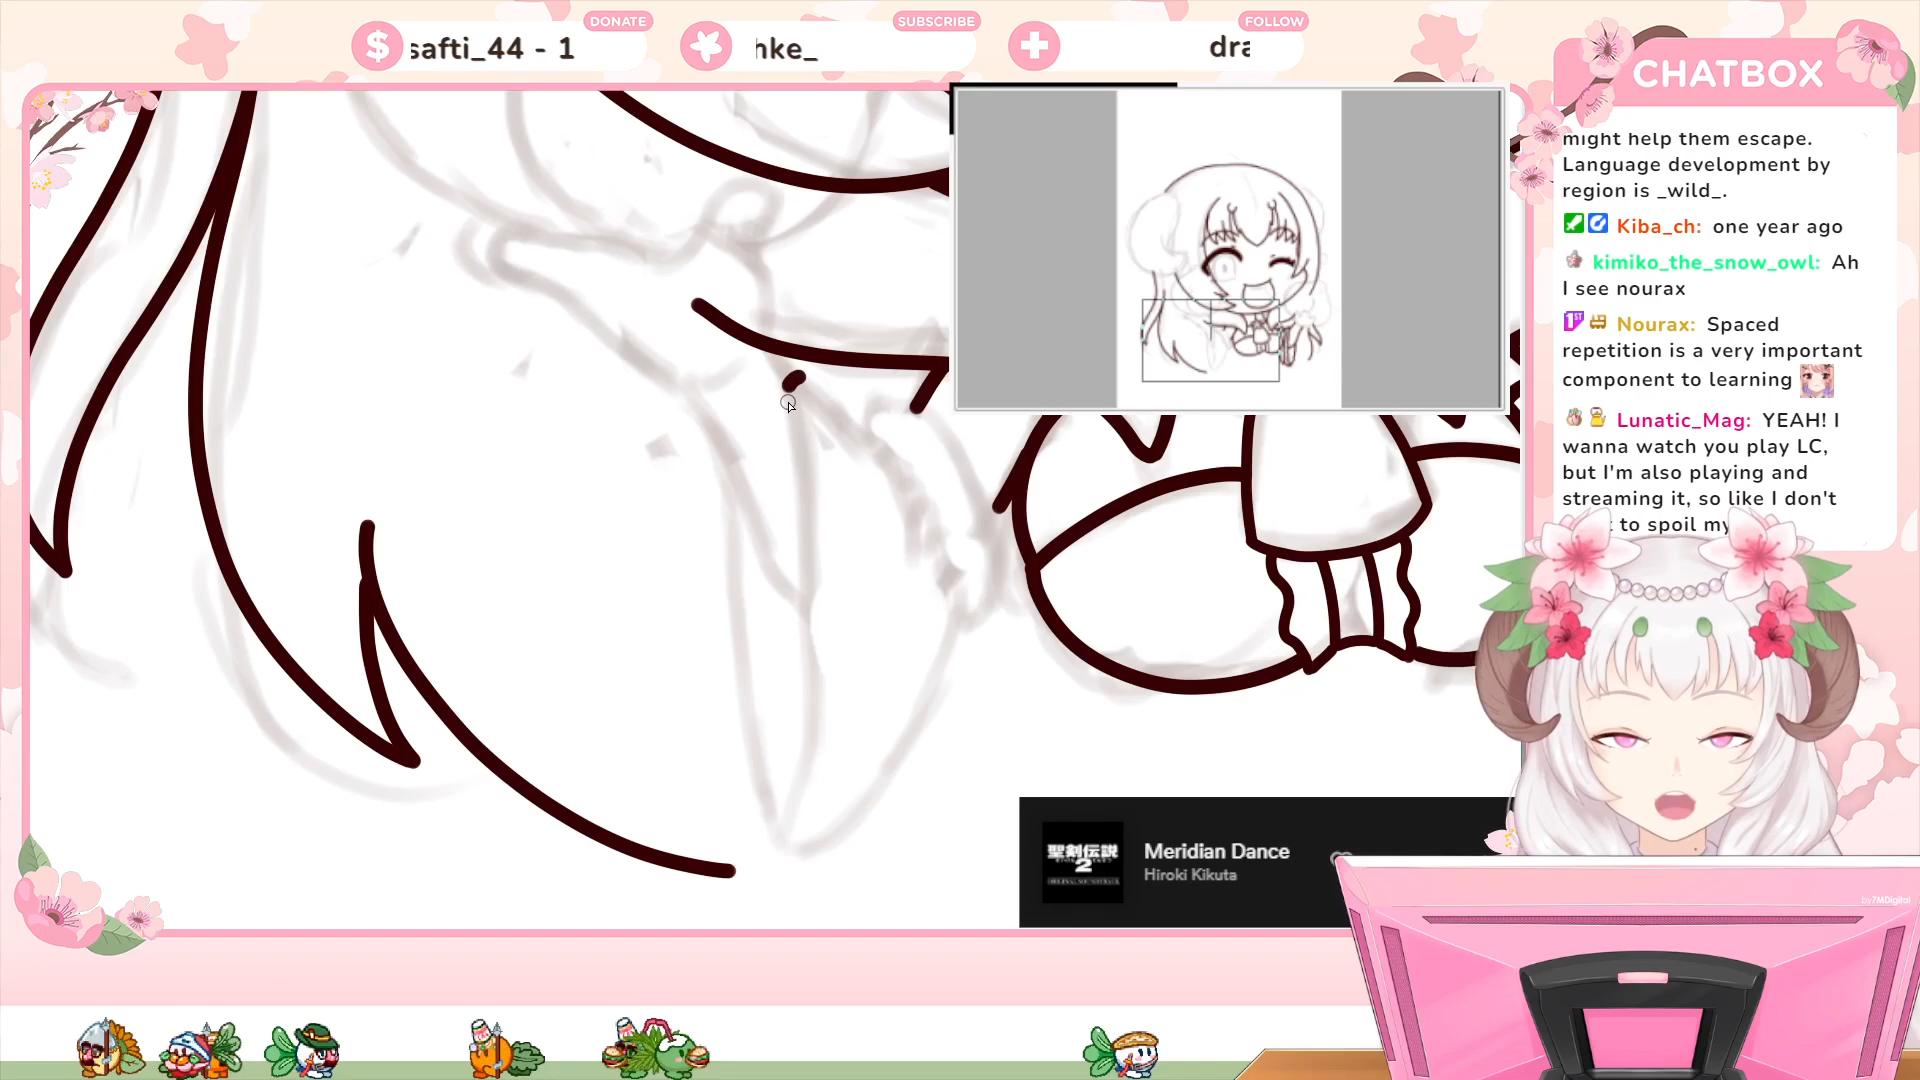 DONATE
safti_44 - 1
SUBSCRIBE
hke_
FOLLOW
dra
CHATBOX
might help them escape.
Language development by
region is _wild_.
Kiba_ch: one year ago
kimiko_the_snow_owl: Ah
I see nourax
1ST Nourax: Spaced
repetition is a very important
component to learning
Lunatic_Mag: YEAH! I
wanna watch you play LC,
but I'm also playing and
streaming it, so like I don't
to spoil my
聖剣伝説
2
Meridian Dance
Hiroki Kikuta
by7MDigital